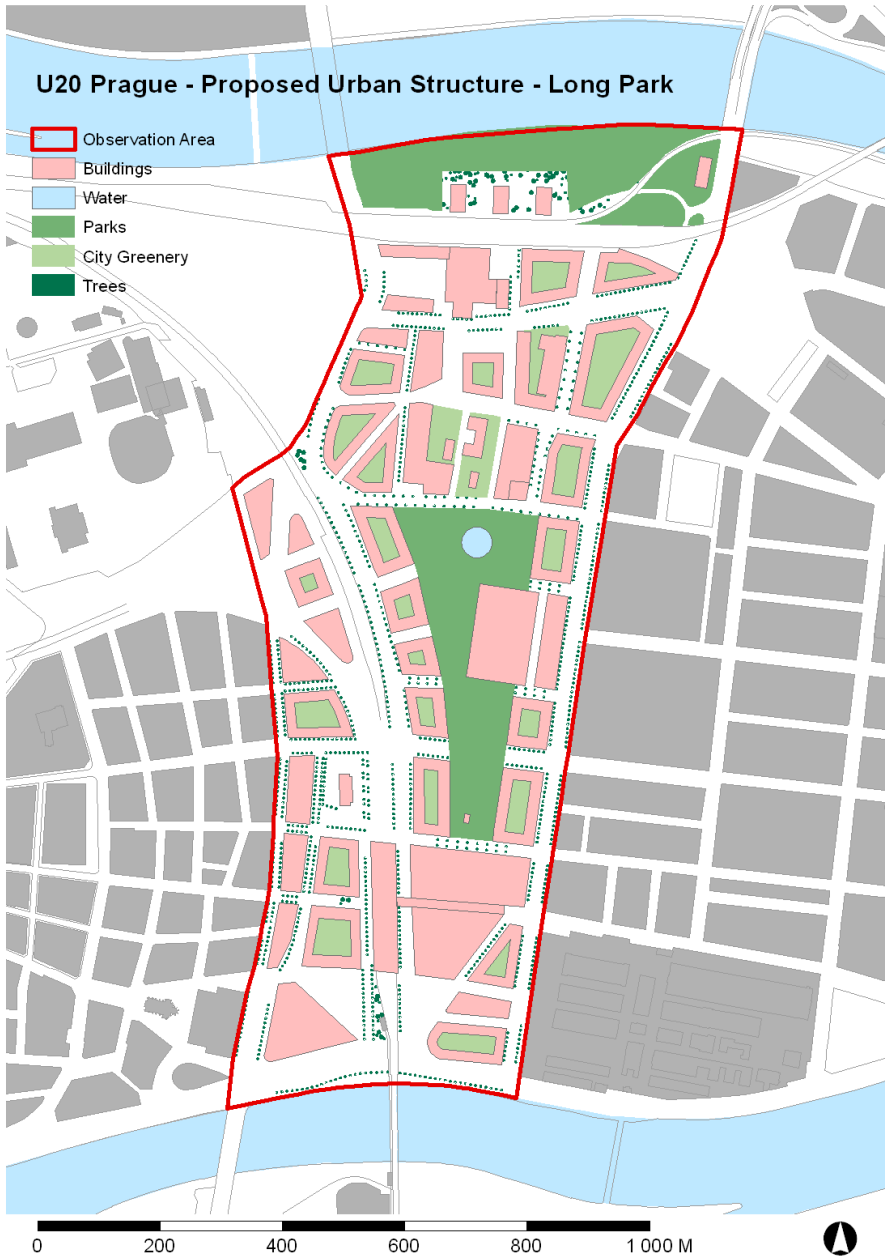 U20 Prague - Proposed Urban Structure - Long Park
Observation Area
Buildings
Water
Parks
City Greenery
Trees
0 200 400 600 800 1 000 M